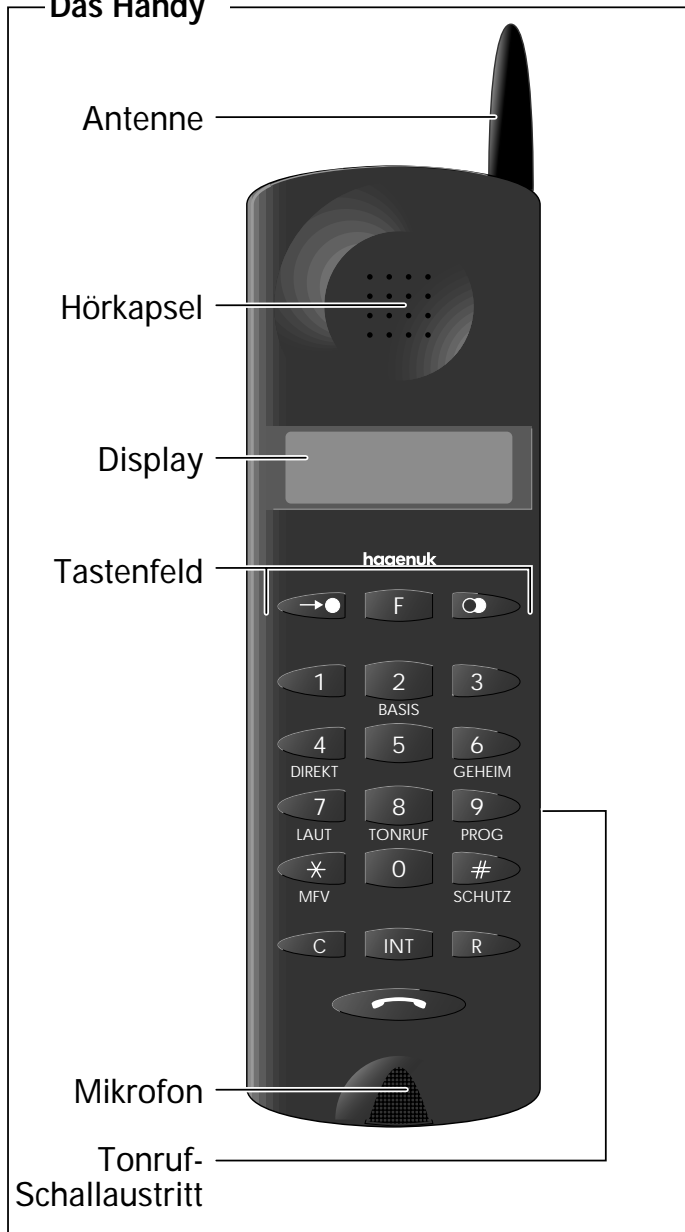 Das Handy
Antenne
Hörkapsel
Display
hagenuk
Tastenfeld
F
1 2 3
BASIS
4 5 6
DIREKT GEHEIM
7 8 9
LAUT TONRUF PROG
* 0 #
MFV SCHUTZ
C INT R
Mikrofon
Tonruf-
Schallaustritt